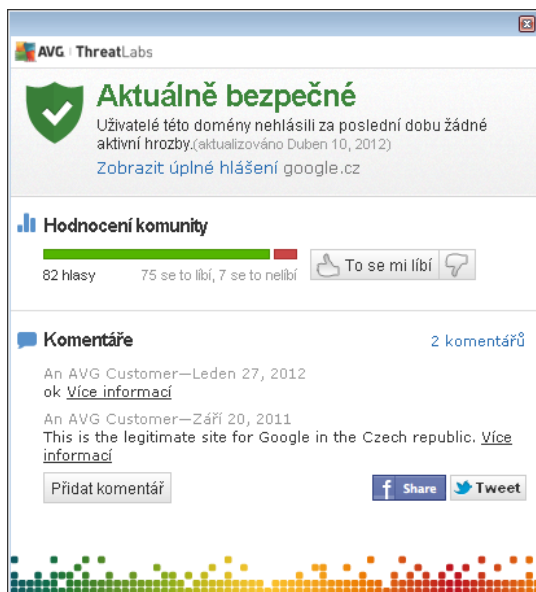 AVG ThreatLabs
Aktuálně bezpečné
Uživatelé této domény nehlásili za poslední dobu žádné
aktivní hrozby.(aktualizováno Duben 10, 2012)
Zobrazit úplné hlášení google.cz
Hodnocení komunity
82 hlasy 75 se to líbí, 7 se to nelíbí
To se mi líbí
Komentáře 2 komentářů
An AVG Customer—Leden 27, 2012
ok Více informací
An AVG Customer—Září 20, 2011
This is the legitimate site for Google in the Czech republic. Více
informací
Přidat komentář
f Share Tweet